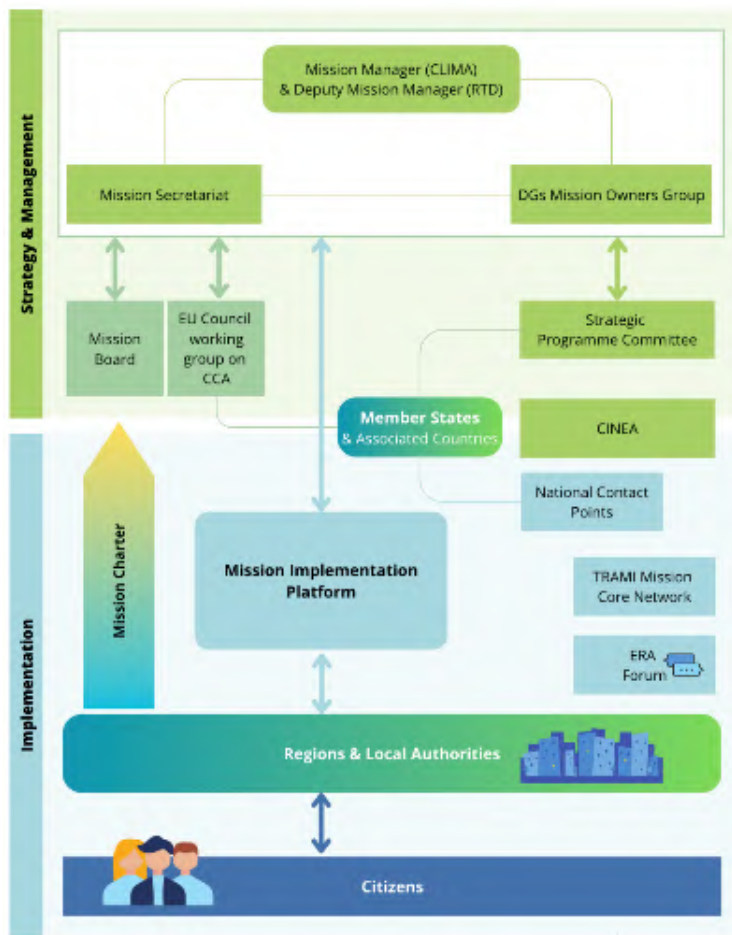 Strategy & Management
Mission Manager (CLIMA)
& Deputy Mission Manager (RTD)
Mission Secretariat
DGs Mission Owners Group
Mission
Board
EU Council
working
group on
CCA
Strategic
Programme Committee
Member States
& Associated Countries
CINEA
National Contact
Points
Implementation
Mission Charter
Mission Implementation
Platform
TRAMI Mission
Core Network
ERA
Forum
Regions & Local Authorities
Citizens